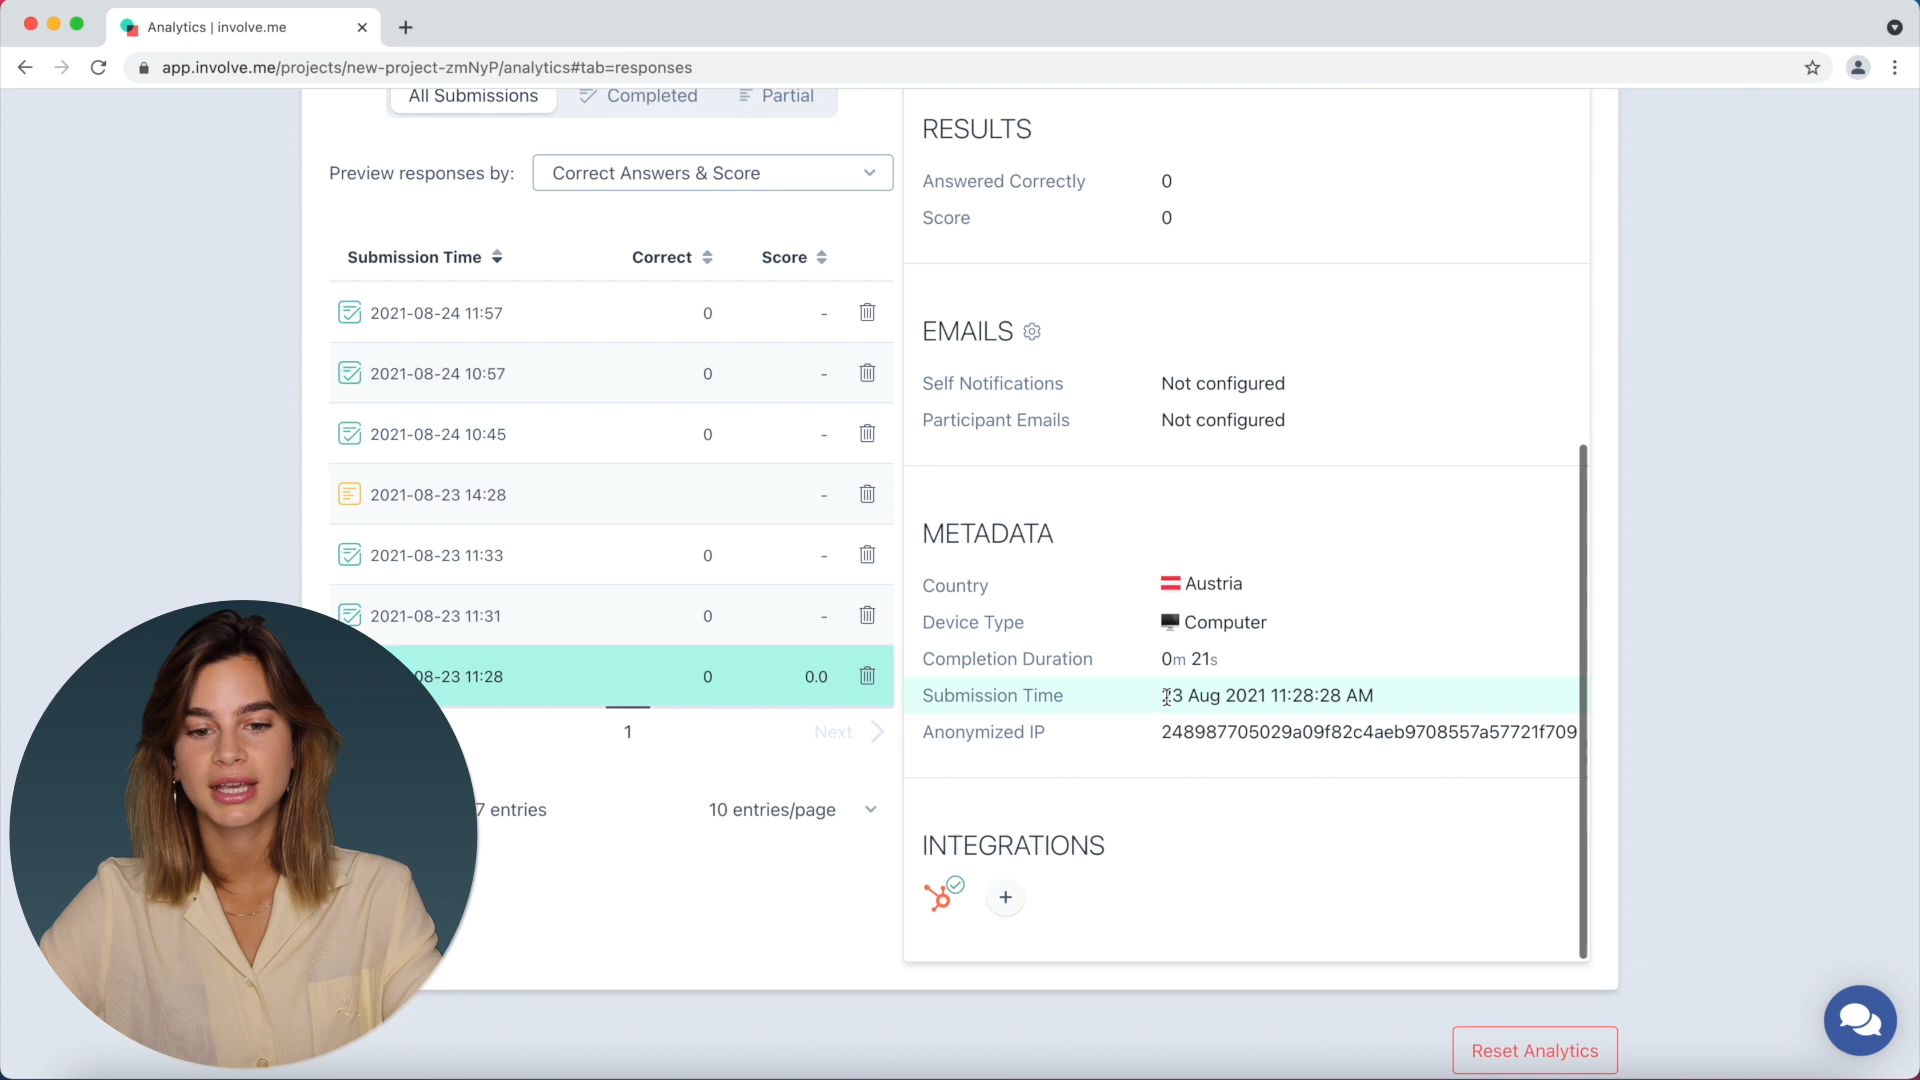 Analytics | involve.me
app.involve.me/projects/new-project-zmNyP/analytics#tab=responses
All Submissions
Completed
Partial
Preview responses by:
Correct Answers & Score
Submission Time
Correct
Score
2021-08-24 11:57
0
-
2021-08-24 10:57
0
-
2021-08-24 10:45
0
-
2021-08-23 14:28
-
2021-08-23 11:33
0
-
2021-08-23 11:31
0
-
08-23 11:28
0
0.0
1
Next
7 entries
10 entries/page
RESULTS
Answered Correctly
0
Score
0
EMAILS
Self Notifications
Not configured
Participant Emails
Not configured
METADATA
Country
Austria
Device Type
Computer
Completion Duration
0m 21s
Submission Time
23 Aug 2021 11:28:28 AM
Anonymized IP
248987705029a09f82c4aeb9708557a57721f709
INTEGRATIONS
Reset Analytics